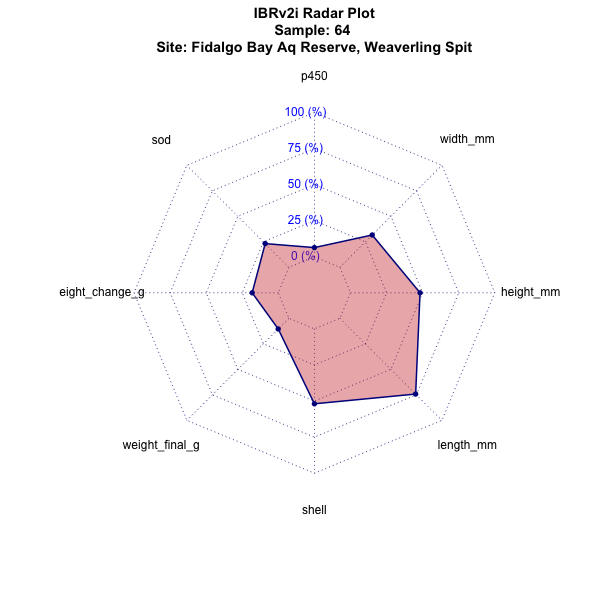 IBRv2i Radar Plot
Sample: 64
Site: Fidalgo Bay Aq Reserve, Weaverling Spit
p450
100 (%)
sod
width_mm
75 (%)
50 (%)
25 (%)
0 (%)
eight_change_g
height_mm
weight_final_g
length_mm
shell